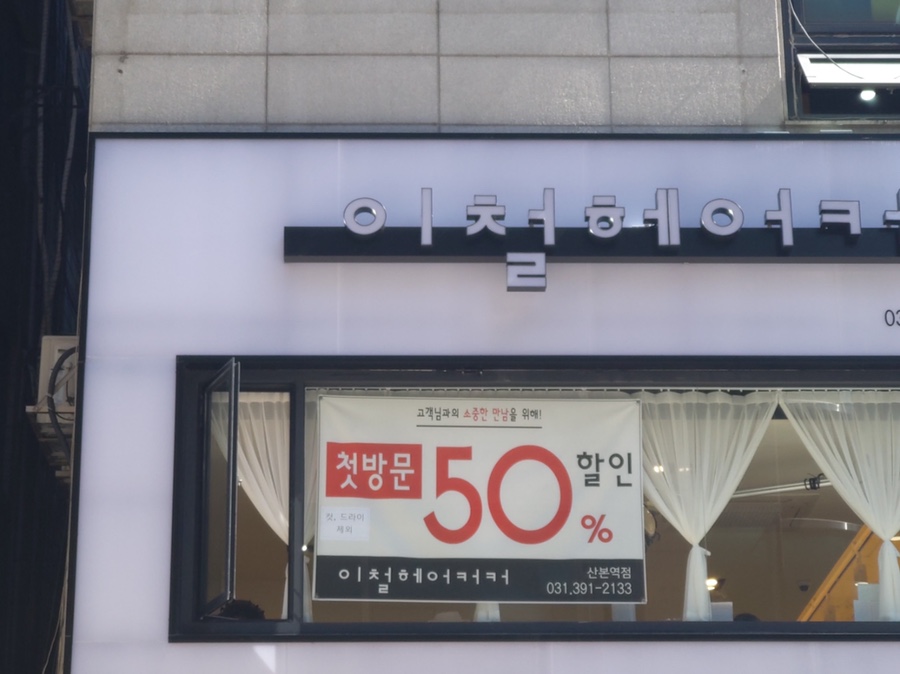 이철헤어커
03
고객님과의 소중한 만남을 위해!
첫방문 50% 할인
컷, 드라이
제외
이철헤어커커 산본역점
031.391-2133